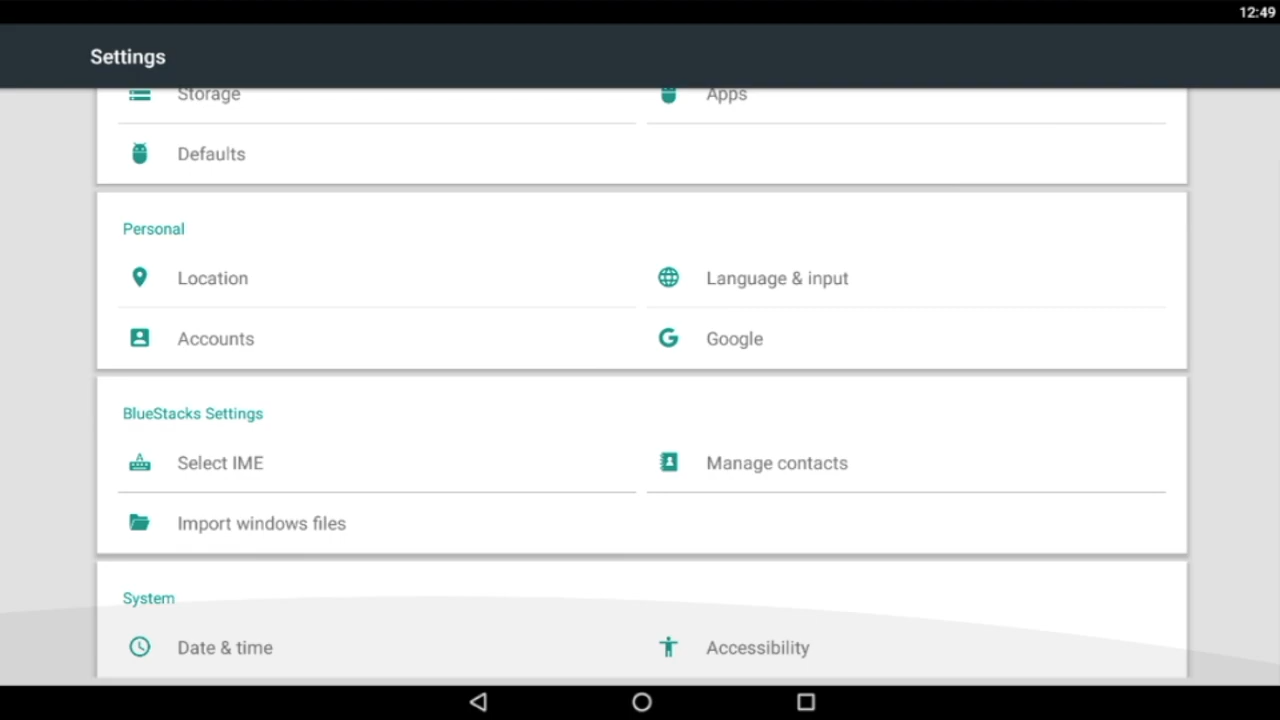 12:49
Settings
Storage
Apps
Defaults
Personal
Location
Language & input
Accounts
Google
BlueStacks Settings
Select IME
Manage contacts
Import windows files
System
Date & time
Accessibility